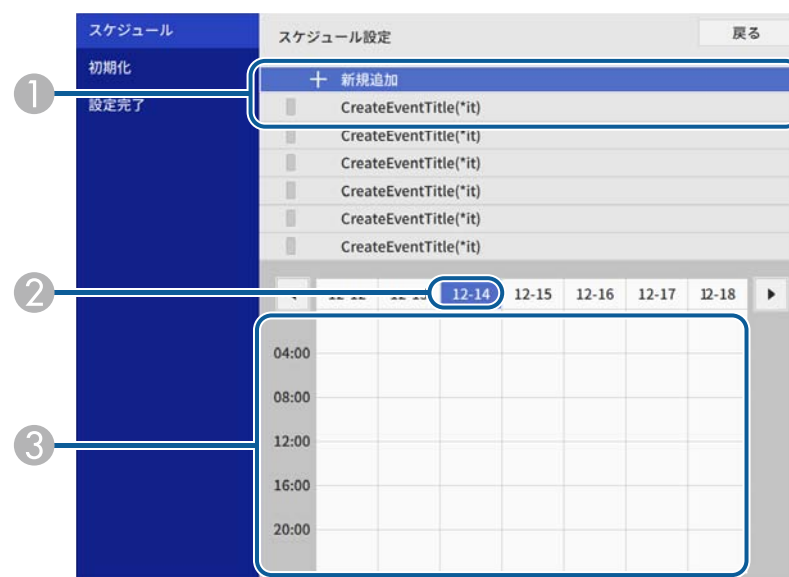 スケジュール
初期化
設定完了
スケジュール設定
戻る
1
＋ 新規追加
CreateEventTitle(*it)
CreateEventTitle(*it)
CreateEventTitle(*it)
CreateEventTitle(*it)
CreateEventTitle(*it)
CreateEventTitle(*it)
2
12-14 12-15 12-16 12-17 12-18
3
04:00
08:00
12:00
16:00
20:00